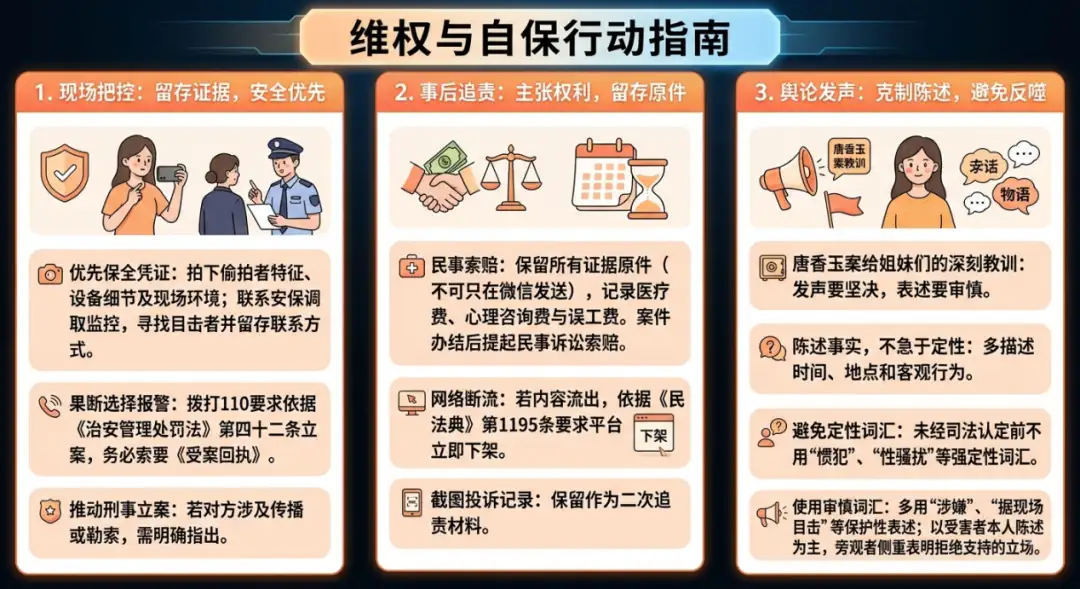 维权与自保行动指南
1. 现场把控：留存证据，安全优先
优先保全凭证：拍下偷拍者特征、
设备细节及现场环境；联系安保调
取监控，寻找目击者并留存联系方
式。
果断选择报警：拨打110要求依据
《治安管理处罚法》第四十二条立
案，务必索要《受案回执》。
推动刑事立案：若对方涉及传播
或勒索，需明确指出。
2. 事后追责：主张权利，留存原件
民事索赔：保留所有证据原件（
不可只在微信发送），记录医疗
费、心理咨询费与误工费。案件
办结后提起民事诉讼索赔。
网络断流：若内容流出，依据《民
法典》第1195条要求平台
立即下架。
下架
截图投诉记录：保留作为二次追
责材料。
3. 舆论发声：克制陈述，避免反噬
唐香玉
案教训
物语
唐香玉案给姐妹们的深刻教训：
发声要坚决，表述要审慎。
陈述事实，不急于定性：多描述
时间、地点和客观行为。
避免定性词汇：未经司法认定前不
用“惯犯”、“性骚扰”等强定性词汇。
使用审慎词汇：多用“涉嫌”、“据现场
目击”等保护性表述；以受害者本人陈述
为主，旁观者侧重表明拒绝支持的立场。